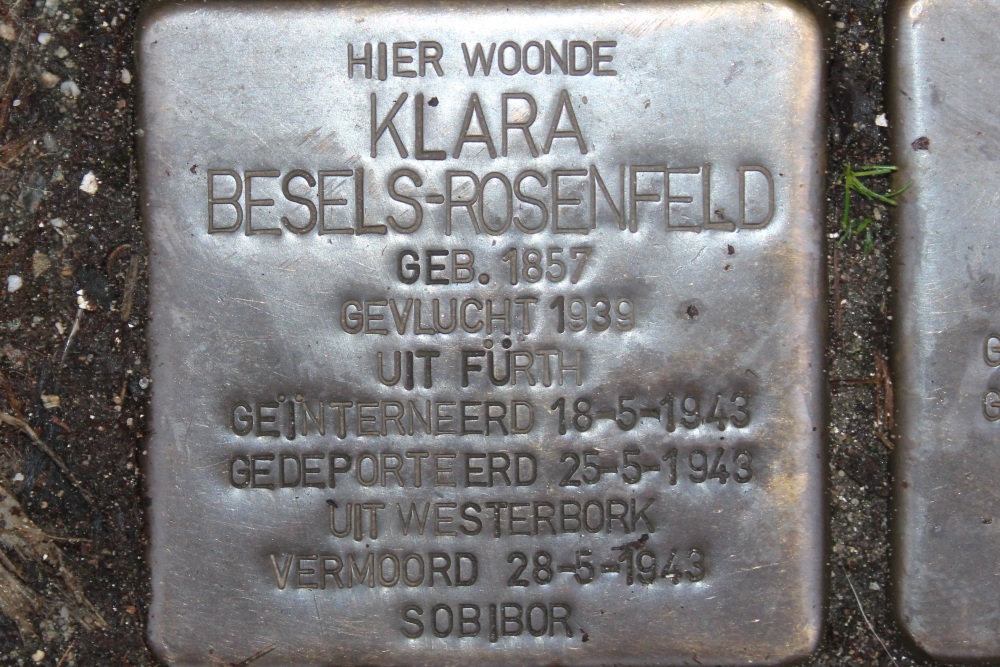 HIER WOONDE
KLARA
BESELS-ROSENFELD
GEB. 1857
GEVLUCHT 1939
UIT FÜRTH
GEÏNTERNEERD 18-5-1943
GEDEPORTEERD 25-5-1943
UIT WESTERBORK
VERMOORD 28-5-1943
SOBIBOR
G
G